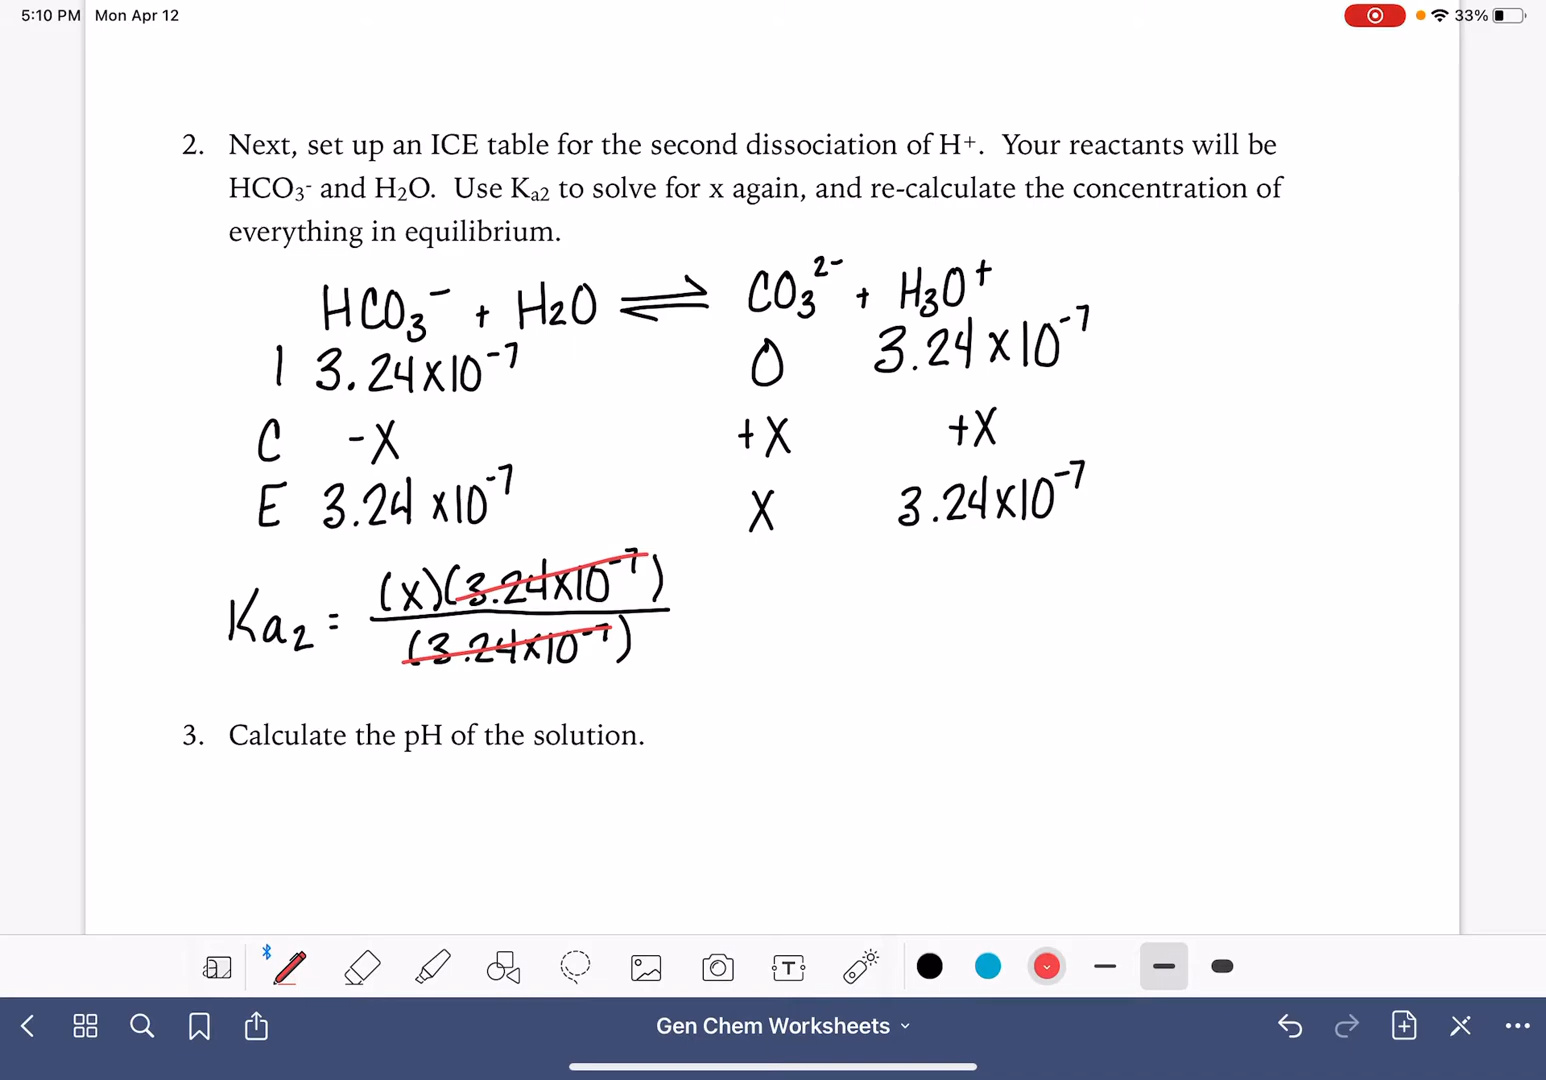 5:10 PM Mon Apr 12
33%
2. Next, set up an ICE table for the second dissociation of H+. Your reactants will be
HCO₃⁻ and H₂O. Use Kₐ₂ to solve for x again, and re-calculate the concentration of
everything in equilibrium.
HCO₃⁻ + H₂O ⇌ CO₃²⁻ + H₃O⁺
I 3.24x10⁻⁷ 0 3.24x10⁻⁷
C -X +X +X
E 3.24x10⁻⁷ X 3.24x10⁻⁷
Ka₂ = (x)(3.24x10⁻⁷)
(3.24x10⁻⁷)
3. Calculate the pH of the solution.
a
T
Gen Chem Worksheets